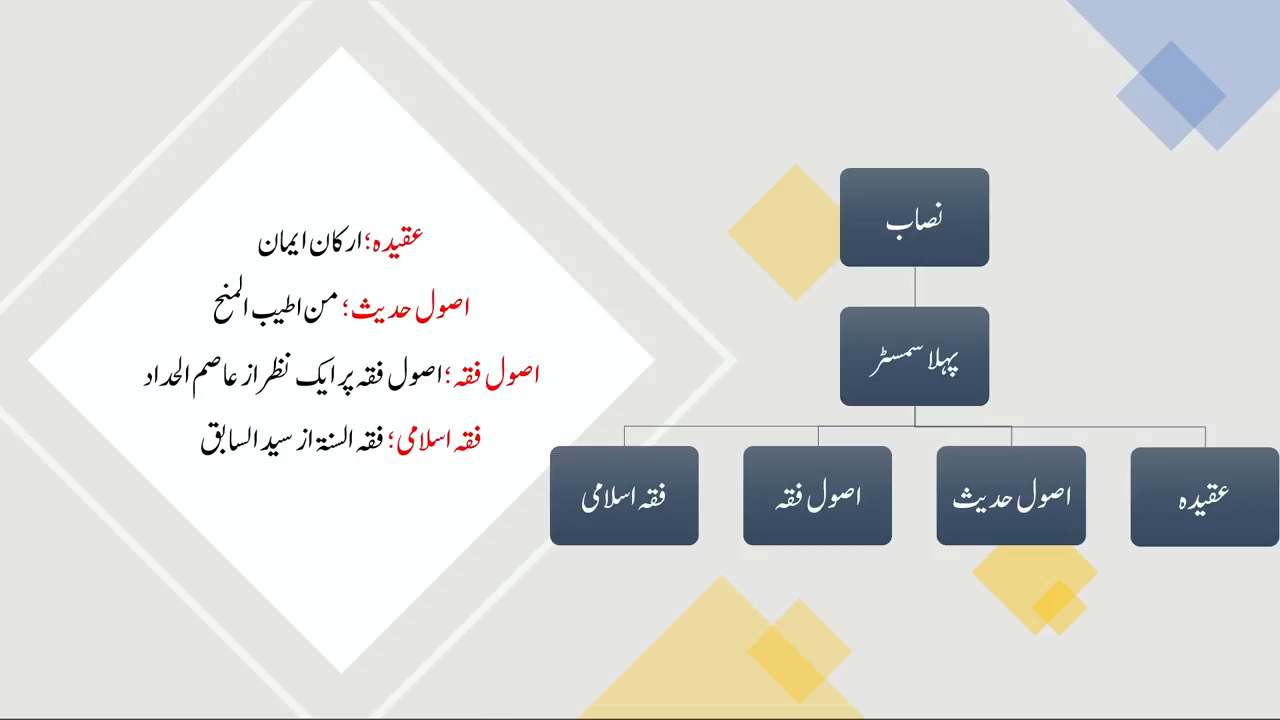 عقیدہ؛ ارکان ایمان
اصول حدیث؛ من اطیب المنح
اصول فقہ؛ اصول فقہ پر ایک نظر از عاصم الحداد
فقہ اسلامی؛ فقہ السنۃ از سید السابق
نصاب
پہلا سمسٹر
عقیدہ
اصول حدیث
اصول فقہ
فقہ اسلامی